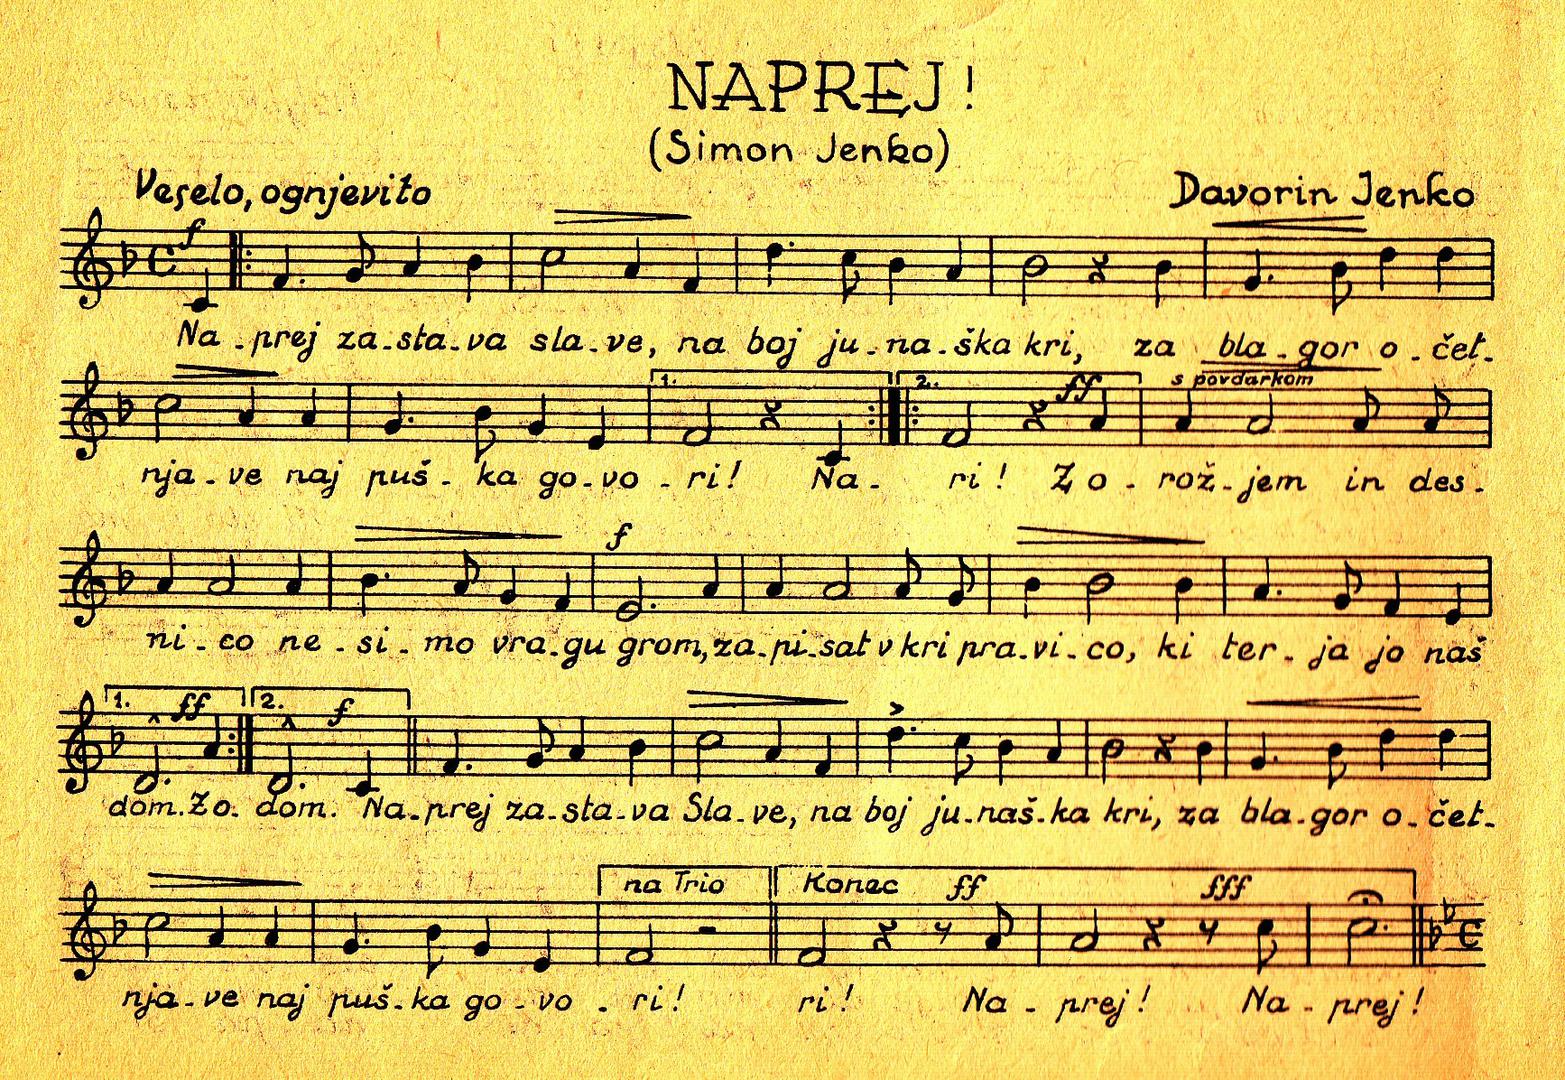 NAPREJ!
(Simon Jenko)
Veselo, ognjevito
Davorin Jenko
f
Na - prej za - sta - va sla - ve, na boj ju - na - ška kri, za bla - gor o - čet -
1. 2. ff s povdarkom
nja - ve naj puš - ka go - vo - ri! Na - ri! Zo - rož - jem in des -
f
ni - co ne - si - mo vra - gu grom, za - pi - sat v kri pra - vi - co, ki ter - ja jo naš
1. ff 2. f
dom. Zo - dom. Na - prej za - sta - va Sla - ve, na boj ju - naš - ka kri, za bla - gor o - čet -
na Trio Konec ff fff
nja - ve naj puš - ka go - vo - ri! ri! Na - prej! Na - prej!